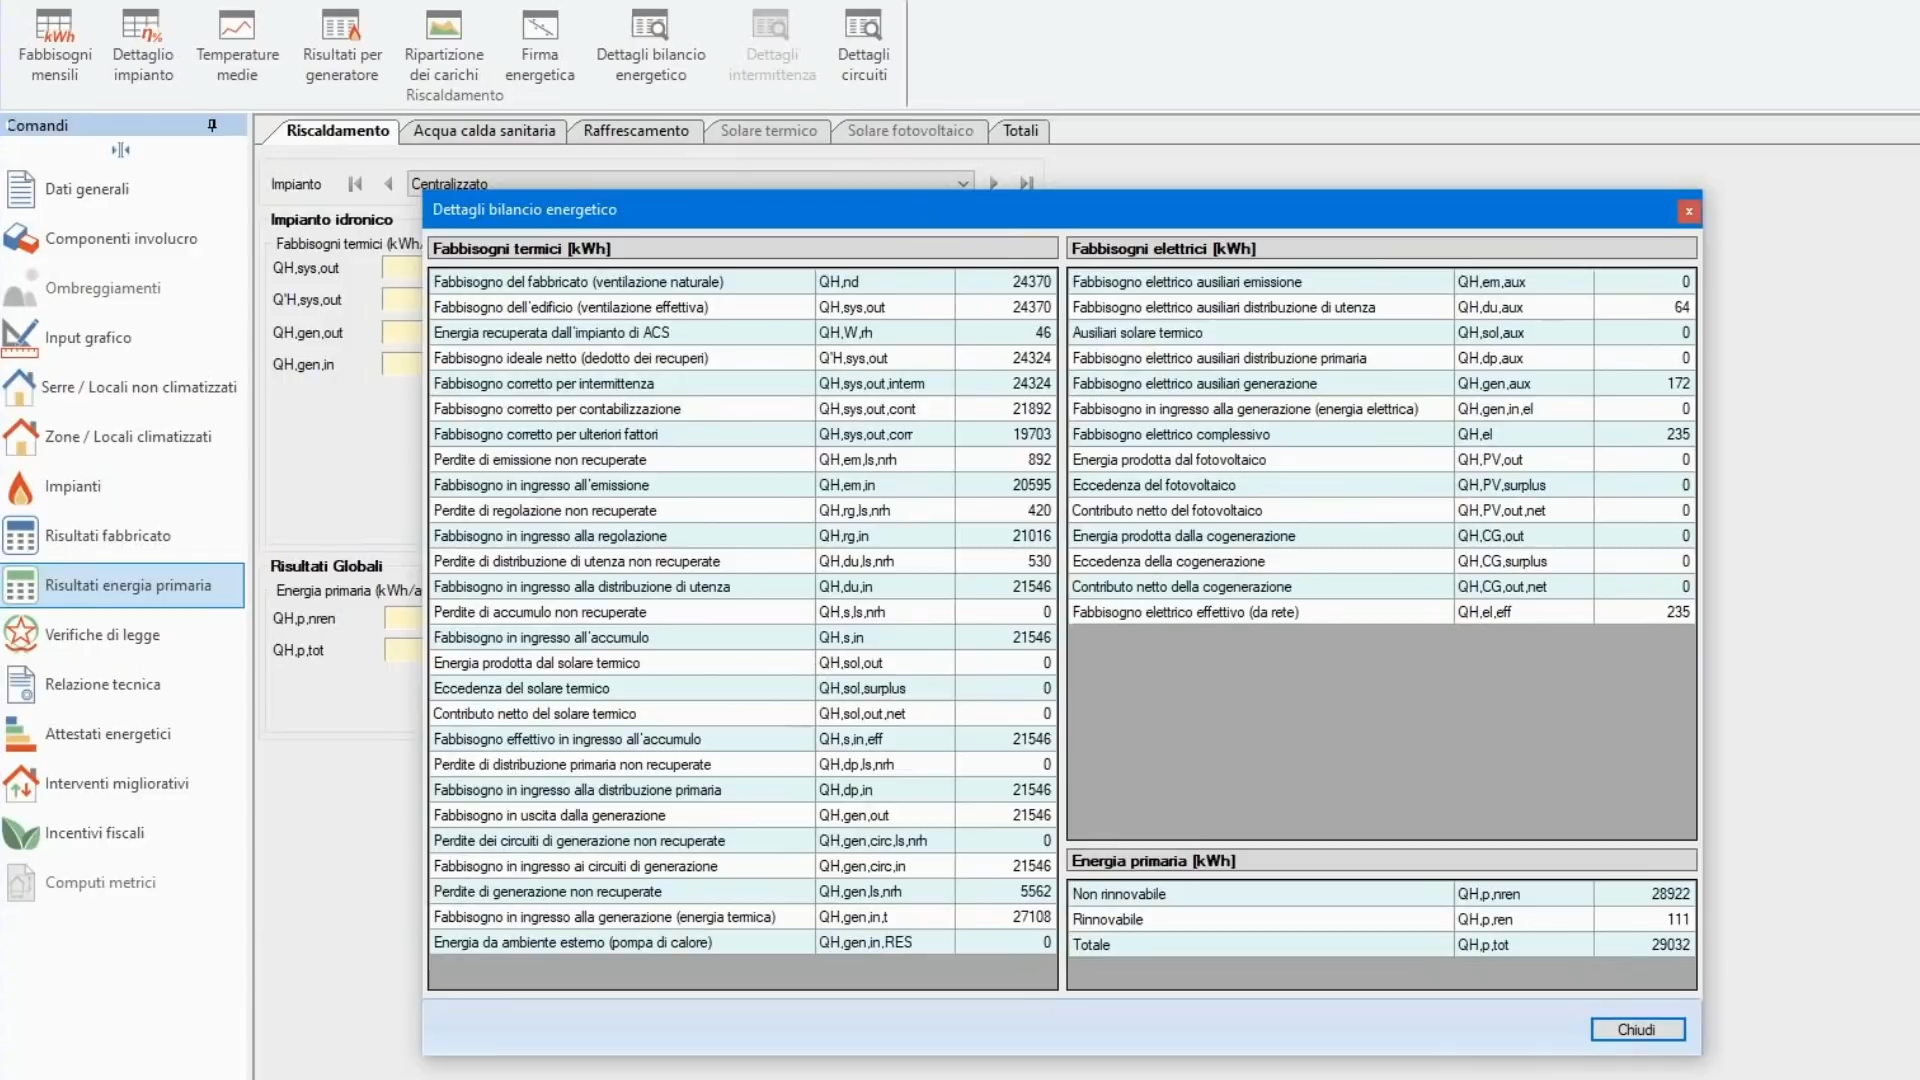 Fabbisogni
mensili
Dettaglio
impianto
Temperature
medie
Risultati per
generatore
Ripartizione
dei carichi
Firma
energetica
Dettagli bilancio
energetico
Dettagli
intermittenza
Dettagli
circuiti
Riscaldamento
Comandi
Dati generali
Componenti involucro
Ombreggiamenti
Input grafico
Serre / Locali non climatizzati
Zone / Locali climatizzati
Impianti
Risultati fabbricato
Risultati energia primaria
Verifiche di legge
Relazione tecnica
Attestati energetici
Interventi migliorativi
Incentivi fiscali
Computi metrici
Riscaldamento Acqua calda sanitaria Raffrescamento Solare termico Solare fotovoltaico Totali
Impianto Centralizzato
Impianto idronico
Fabbisogni termici (kWh/
QH,sys,out
Q'H,sys,out
QH,gen,out
QH,gen,in
Risultati Globali
Energia primaria (kWh/a
QH,p,nren
QH,p,tot
Dettagli bilancio energetico x
Fabbisogni termici [kWh]
Fabbisogno del fabbricato (ventilazione naturale) QH,nd 24370
Fabbisogno dell'edificio (ventilazione effettiva) QH,sys,out 24370
Energia recuperata dall'impianto di ACS QH,W,rh 46
Fabbisogno ideale netto (dedotto dei recuperi) Q'H,sys,out 24324
Fabbisogno corretto per intermittenza QH,sys,out,interm 24324
Fabbisogno corretto per contabilizzazione QH,sys,out,cont 21892
Fabbisogno corretto per ulteriori fattori QH,sys,out,corr 19703
Perdite di emissione non recuperate QH,em,ls,nrh 892
Fabbisogno in ingresso all'emissione QH,em,in 20595
Perdite di regolazione non recuperate QH,rg,ls,nrh 420
Fabbisogno in ingresso alla regolazione QH,rg,in 21016
Perdite di distribuzione di utenza non recuperate QH,du,ls,nrh 530
Fabbisogno in ingresso alla distribuzione di utenza QH,du,in 21546
Perdite di accumulo non recuperate QH,s,ls,nrh 0
Fabbisogno in ingresso all'accumulo QH,s,in 21546
Energia prodotta dal solare termico QH,sol,out 0
Eccedenza del solare termico QH,sol,surplus 0
Contributo netto del solare termico QH,sol,out,net 0
Fabbisogno effettivo in ingresso all'accumulo QH,s,in,eff 21546
Perdite di distribuzione primaria non recuperate QH,dp,ls,nrh 0
Fabbisogno in ingresso alla distribuzione primaria QH,dp,in 21546
Fabbisogno in uscita dalla generazione QH,gen,out 21546
Perdite dei circuiti di generazione non recuperate QH,gen,circ,ls,nrh 0
Fabbisogno in ingresso ai circuiti di generazione QH,gen,circ,in 21546
Perdite di generazione non recuperate QH,gen,ls,nrh 5562
Fabbisogno in ingresso alla generazione (energia termica) QH,gen,in,t 27108
Energia da ambiente esterno (pompa di calore) QH,gen,in,RES 0
Fabbisogni elettrici [kWh]
Fabbisogno elettrico ausiliari emissione QH,em,aux 0
Fabbisogno elettrico ausiliari distribuzione di utenza QH,du,aux 64
Ausiliari solare termico QH,sol,aux 0
Fabbisogno elettrico ausiliari distribuzione primaria QH,dp,aux 0
Fabbisogno elettrico ausiliari generazione QH,gen,aux 172
Fabbisogno in ingresso alla generazione (energia elettrica) QH,gen,in,el 0
Fabbisogno elettrico complessivo QH,el 235
Energia prodotta dal fotovoltaico QH,PV,out 0
Eccedenza del fotovoltaico QH,PV,surplus 0
Contributo netto del fotovoltaico QH,PV,out,net 0
Energia prodotta dalla cogenerazione QH,CG,out 0
Eccedenza della cogenerazione QH,CG,surplus 0
Contributo netto della cogenerazione QH,CG,out,net 0
Fabbisogno elettrico effettivo (da rete) QH,el,eff 235
Energia primaria [kWh]
Non rinnovabile QH,p,nren 28922
Rinnovabile QH,p,ren 111
Totale QH,p,tot 29032
Chiudi